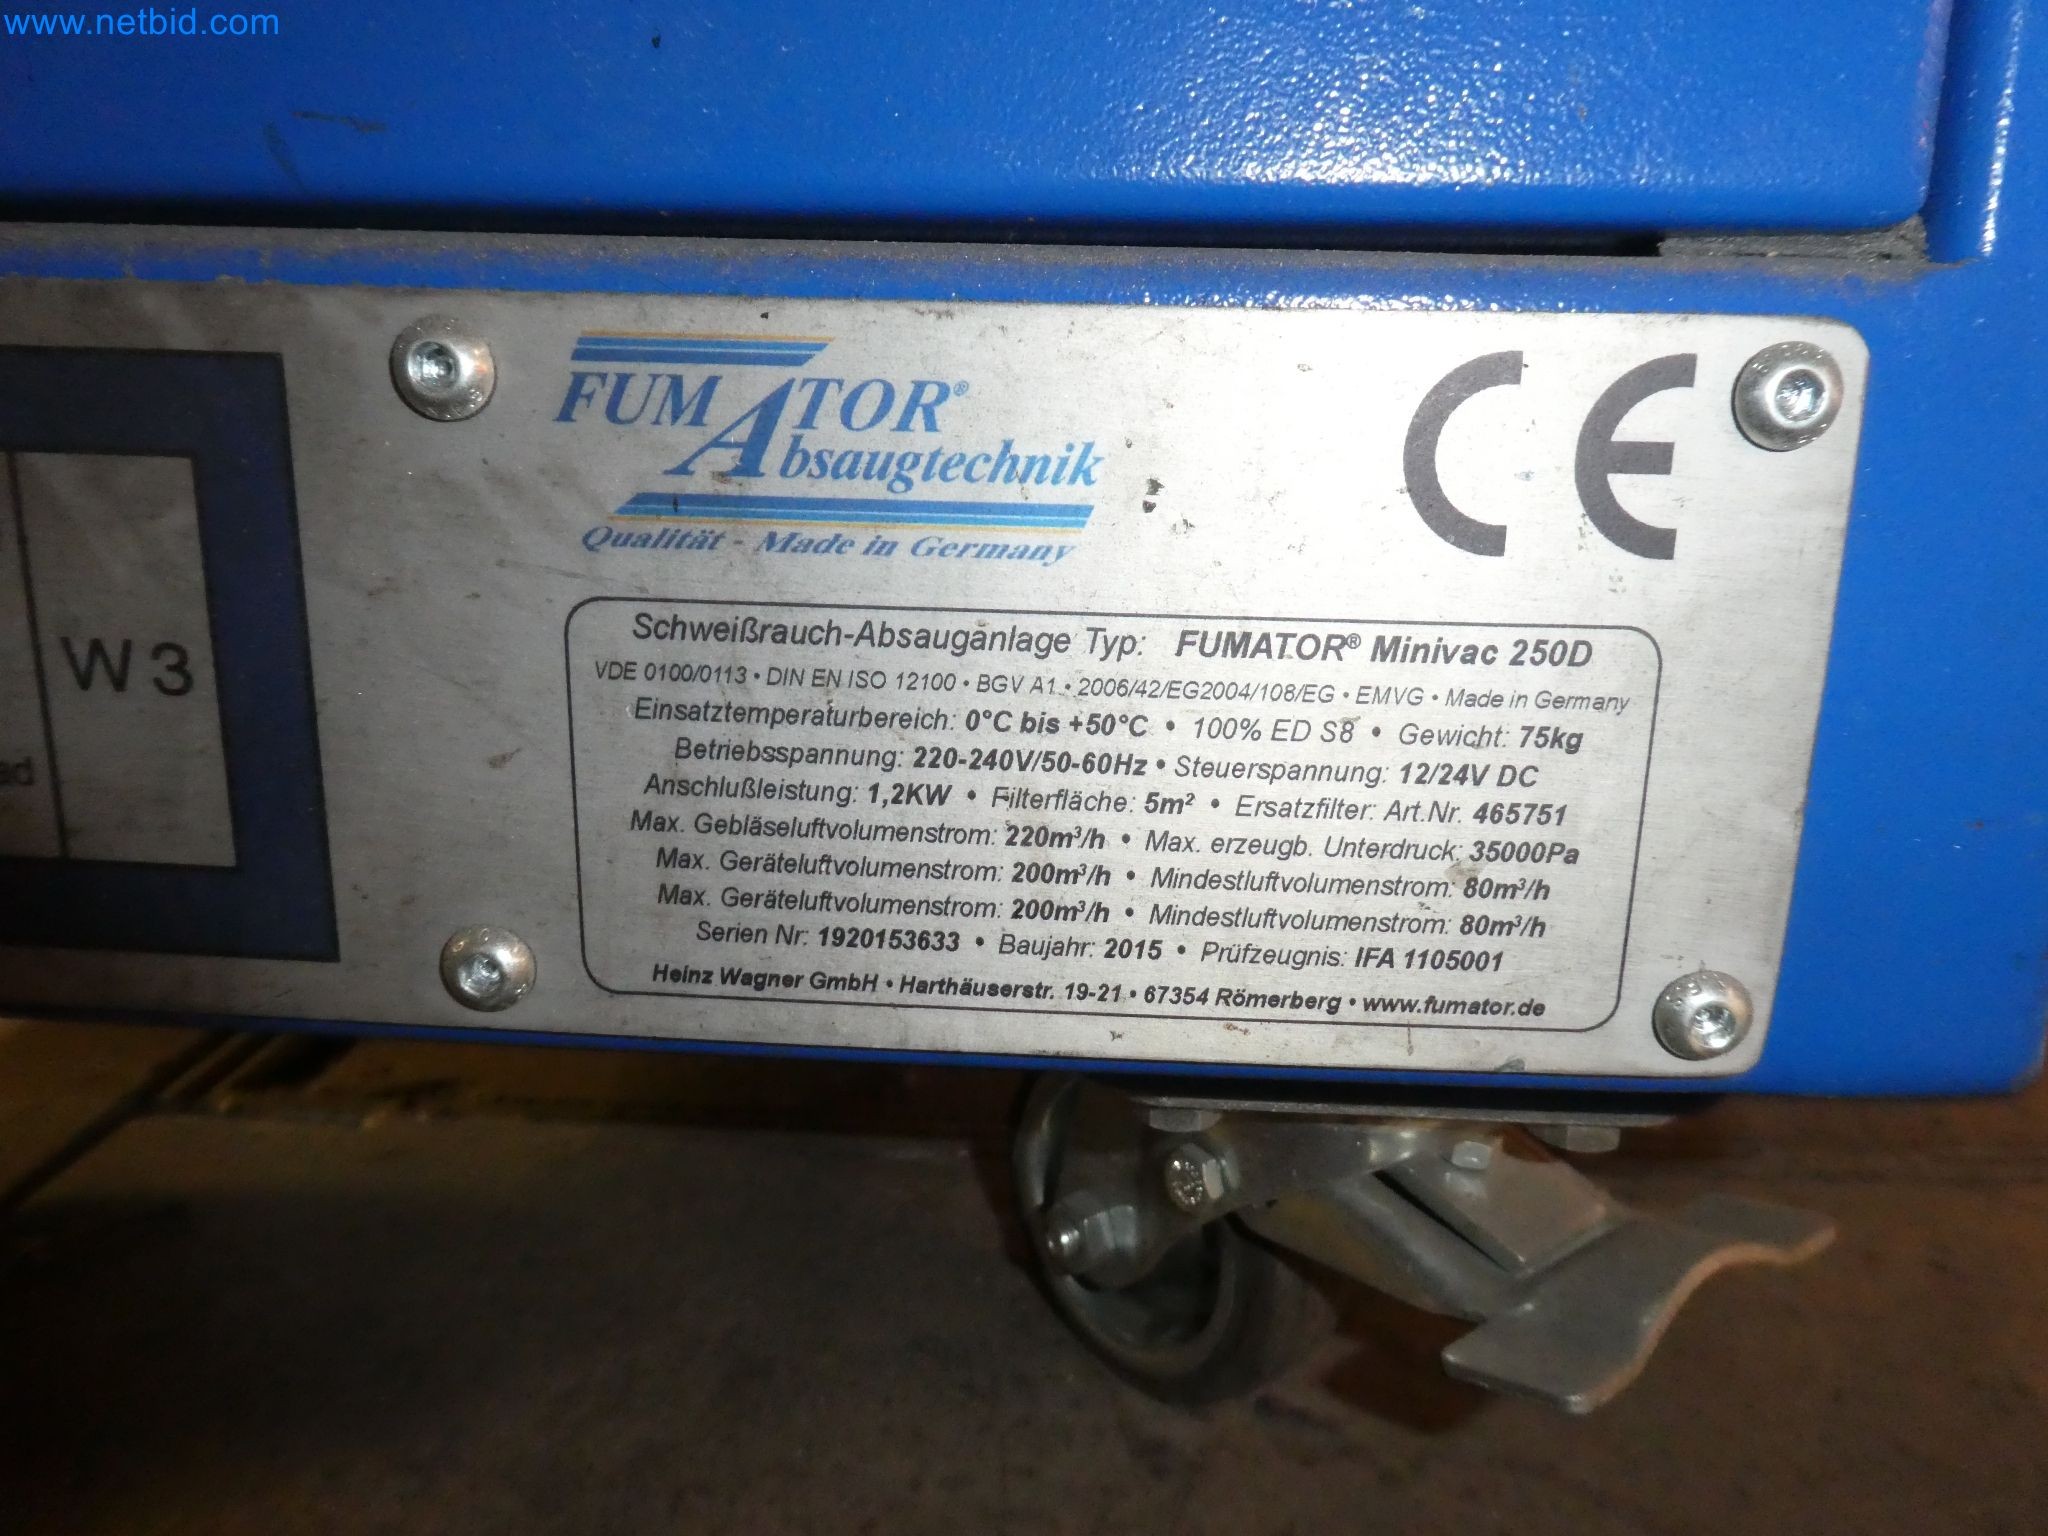 www.netbid.com
FUMATOR®
Absaugtechnik
Qualität - Made in Germany
CE
W3
ad
Schweißrauch-Absauganlage Typ: FUMATOR® Minivac 250D
VDE 0100/0113 • DIN EN ISO 12100 • BGV A1 • 2006/42/EG2004/108/EG • EMVG • Made in Germany
Einsatztemperaturbereich: 0°C bis +50°C • 100% ED S8 • Gewicht: 75kg
Betriebsspannung: 220-240V/50-60Hz • Steuerspannung: 12/24V DC
Anschlußleistung: 1,2KW • Filterfläche: 5m² • Ersatzfilter: Art.Nr. 465751
Max. Gebläseluftvolumenstrom: 220m³/h • Max. erzeugb. Unterdruck: 35000Pa
Max. Geräteluftvolumenstrom: 200m³/h • Mindestluftvolumenstrom: 80m³/h
Max. Geräteluftvolumenstrom: 200m³/h • Mindestluftvolumenstrom: 80m³/h
Serien Nr: 1920153633 • Baujahr: 2015 • Prüfzeugnis: IFA 1105001
Heinz Wagner GmbH • Harthäuserstr. 19-21 • 67354 Römerberg • www.fumator.de